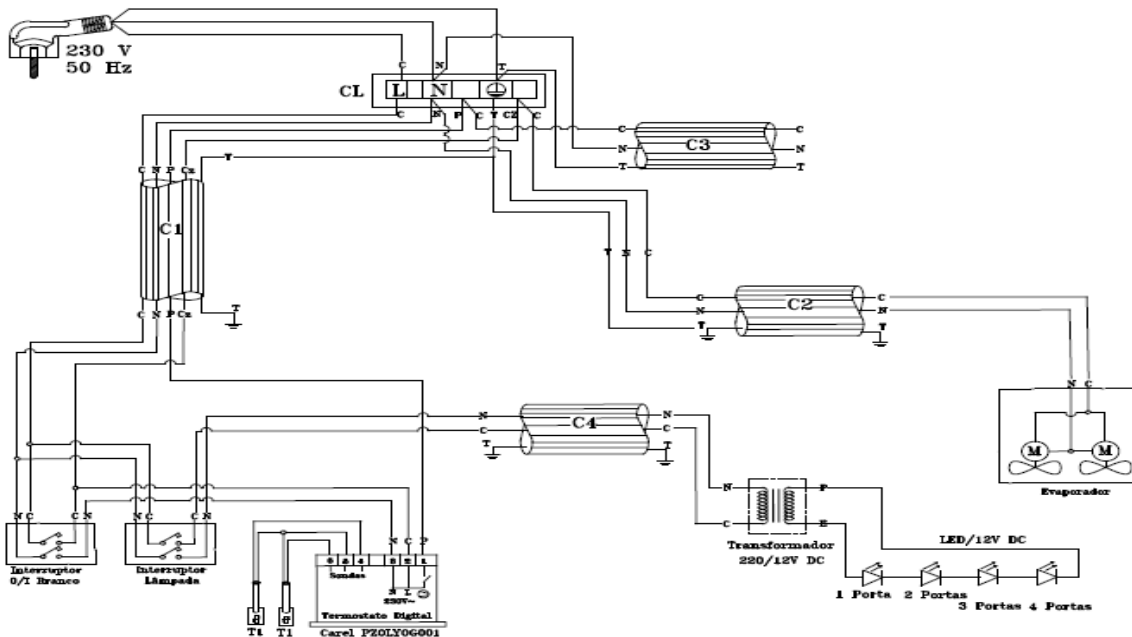 230 V
50 Hz
C N T
CL L N
C N P C T CZ C
C C3 C
N N
T T
T
C N P Cz
C1
T N C
C C2 C
N N
T T
C N P Cz
T
N C4 N
C C
T T
N C
M M
Evaporador
N P
C E
Transformador
220/12V DC
LED/12V DC
1 Porta 2 Portas
3 Portas 4 Portas
N C C N
N C C N
Interruptor
0/I Branco
Interruptor
Lâmpada
N C P
Sondas
N L
230V~
Termostato Digital
T1 T1
Carel PZOLY0G001